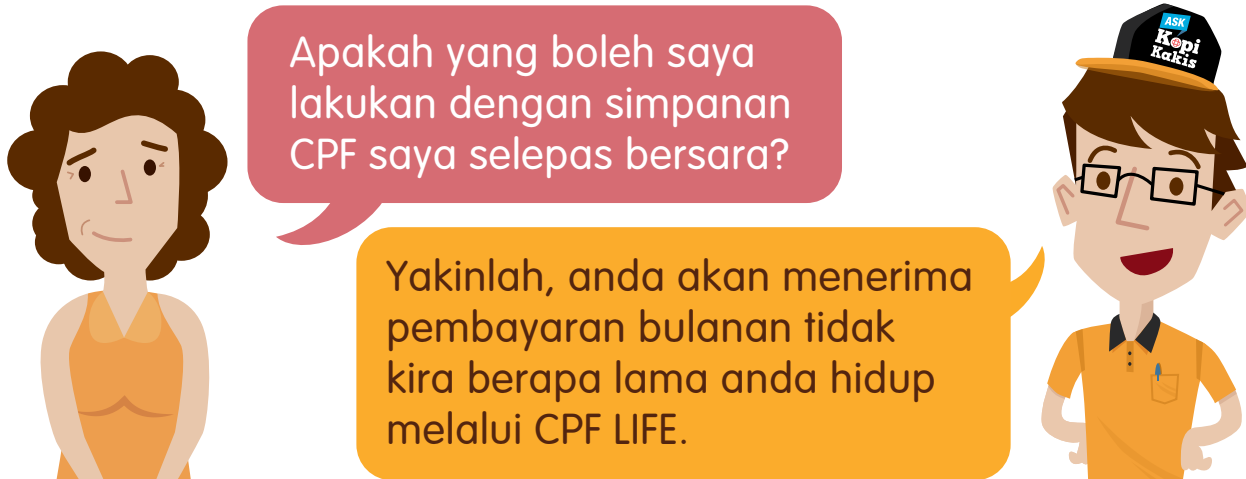 Apakah yang boleh saya
lakukan dengan simpanan
CPF saya selepas bersara?
ASK
Kopi
Kakis
Yakinlah, anda akan menerima
pembayaran bulanan tidak
kira berapa lama anda hidup
melalui CPF LIFE.